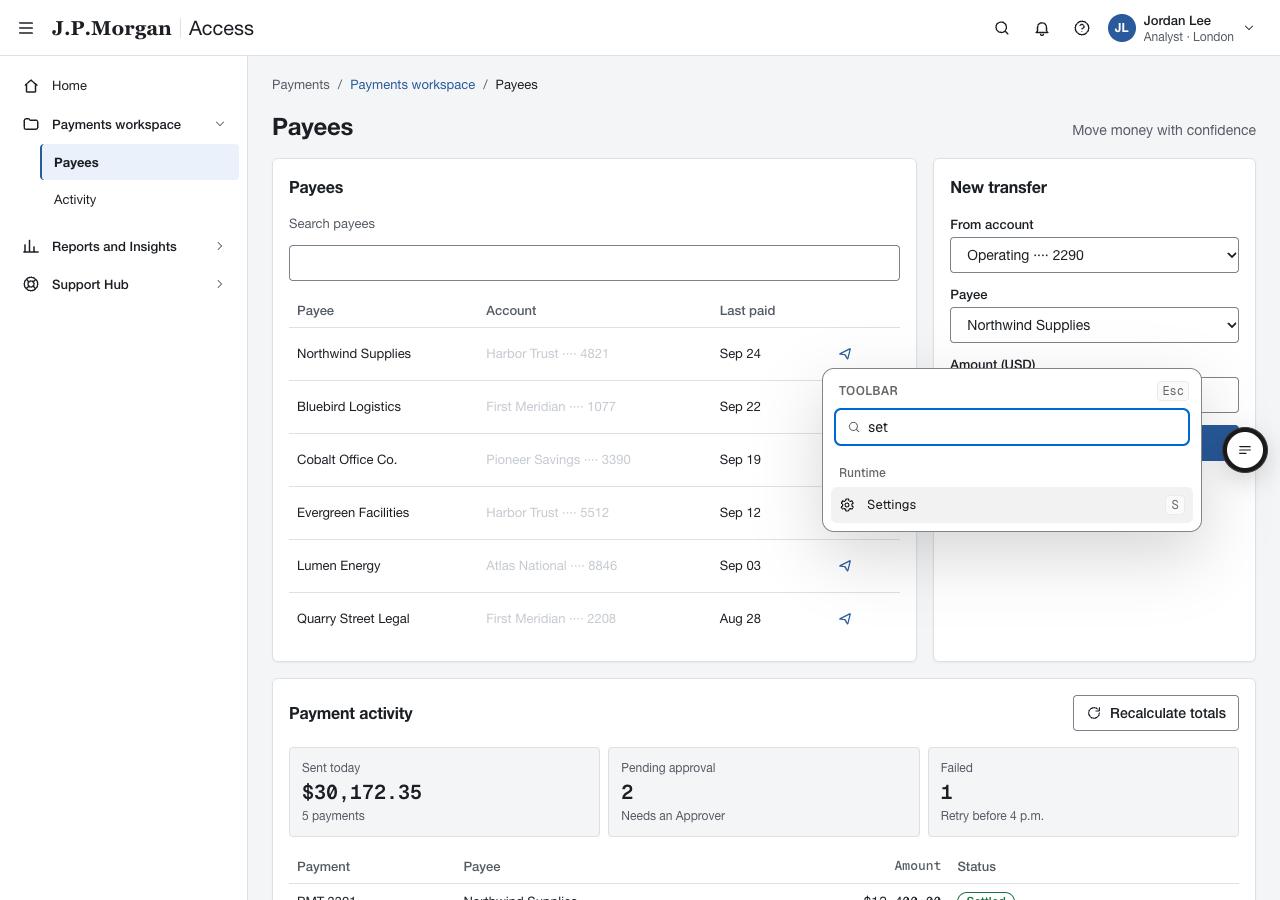 J.P.Morgan Access
JL
Jordan Lee
Analyst · London
Home
Payments workspace
Payees
Activity
Reports and Insights
Support Hub
Payments / Payments workspace / Payees
Payees
Move money with confidence
Payees
Search payees
Payee Account Last paid
Northwind Supplies Harbor Trust ···· 4821 Sep 24
Bluebird Logistics First Meridian ···· 1077 Sep 22
Cobalt Office Co. Pioneer Savings ···· 3390 Sep 19
Evergreen Facilities Harbor Trust ···· 5512 Sep 12
Lumen Energy Atlas National ···· 8846 Sep 03
Quarry Street Legal First Meridian ···· 2208 Aug 28
New transfer
From account
Operating ···· 2290
Payee
Northwind Supplies
Amount (USD)
TOOLBAR Esc
set
Runtime
Settings S
Payment activity
Recalculate totals
Sent today
$30,172.35
5 payments
Pending approval
2
Needs an Approver
Failed
1
Retry before 4 p.m.
Payment Payee Amount Status
Northwind Supplies
Settled